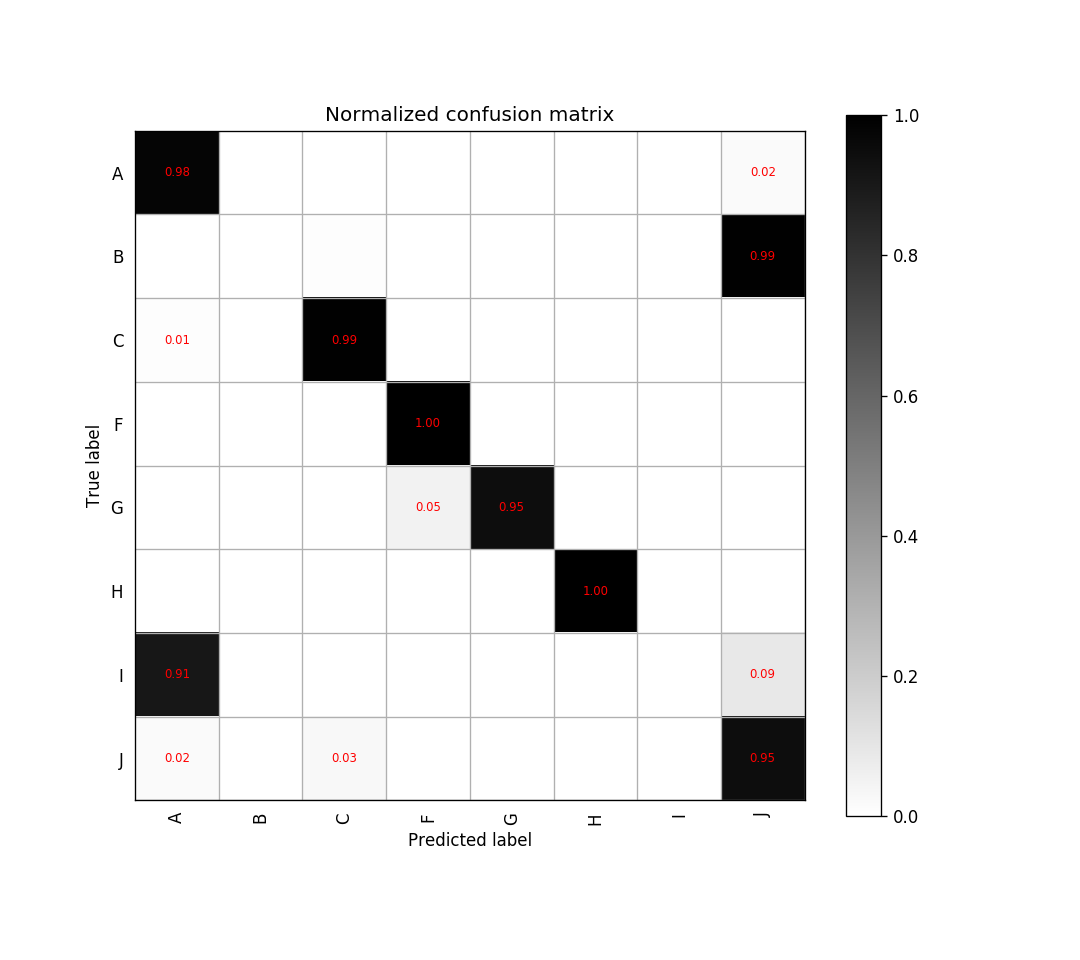 Normalized confusion matrix
A 0.98 0.02
B 0.99
C 0.01 0.99
F 1.00
G 0.05 0.95
H 1.00
I 0.91 0.09
J 0.02 0.03 0.95
True label
A B C F G H I J
Predicted label
1.0
0.8
0.6
0.4
0.2
0.0